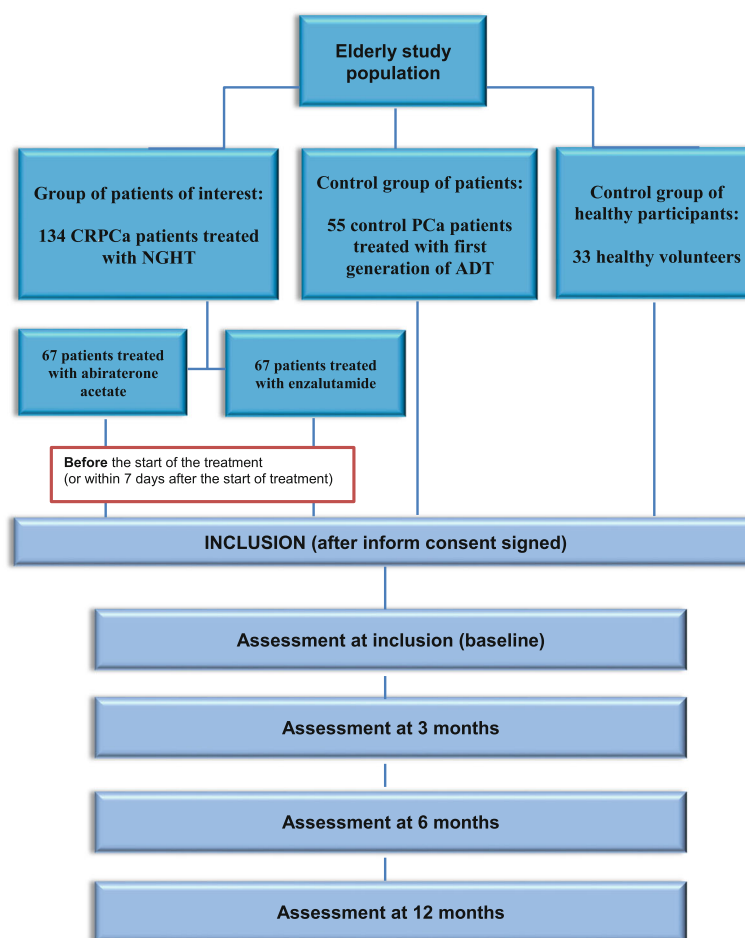 Elderly study
population
Group of patients of interest:
134 CRPCa patients treated
with NGHT
Control group of patients:
55 control PCa patients
treated with first
generation of ADT
Control group of
healthy participants:
33 healthy volunteers
67 patients treated
with abiraterone
acetate
67 patients treated
with enzalutamide
Before the start of the treatment
(or within 7 days after the start of treatment)
INCLUSION (after inform consent signed)
Assessment at inclusion (baseline)
Assessment at 3 months
Assessment at 6 months
Assessment at 12 months